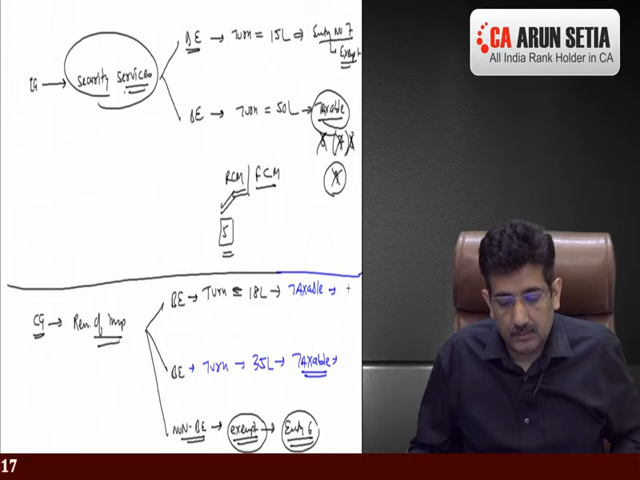 CA ARUN SETIA
All India Rank Holder in CA
BE → Turn = 15L ⇒ Entry No 7
↳ Exempt
CG → Security Services
BE → Turn = 50L → Taxable
RCM | FCM
5
BE → Turn ≤ 18L → Taxable →
CG → Ren. of Imp
BE → Turn → 35L → Taxable →
NON-BE → exempt → Entry 6
17